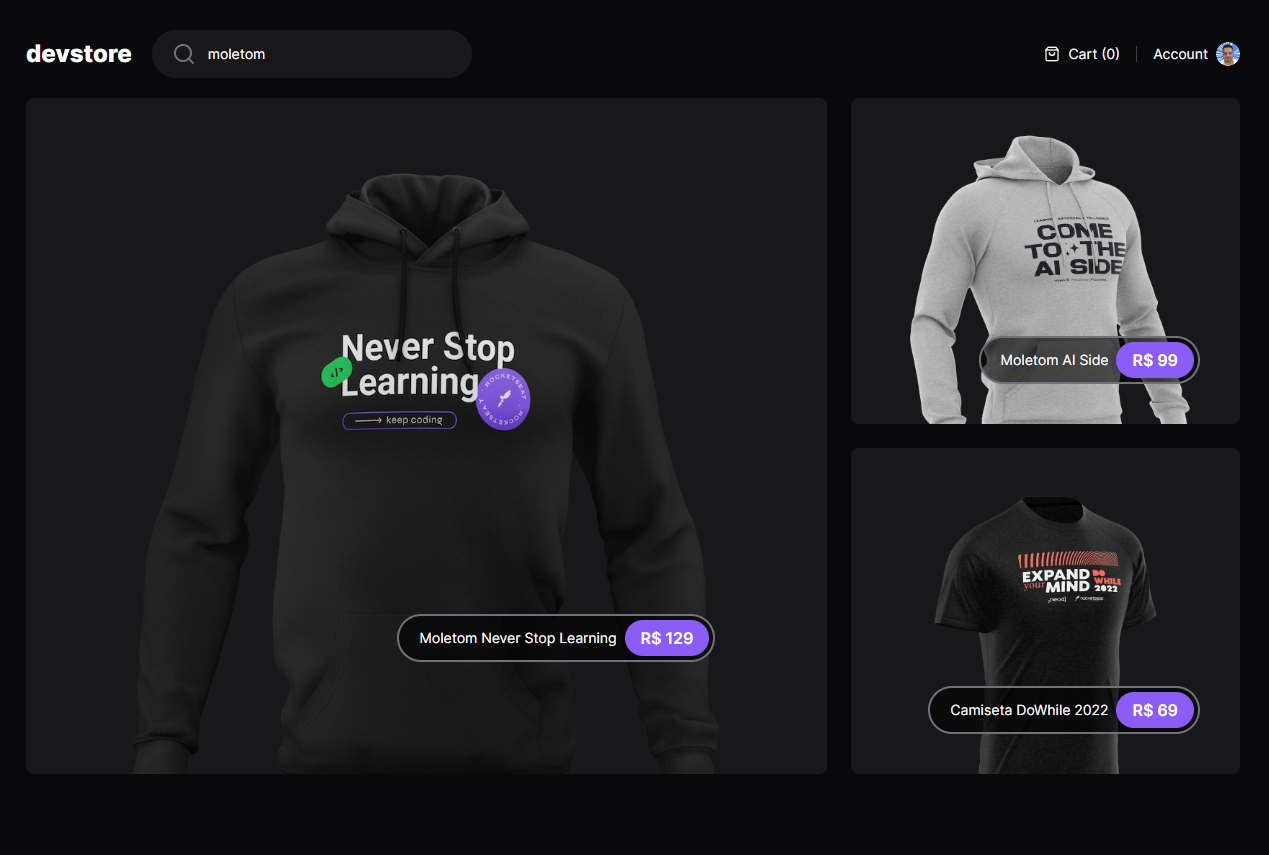 devstore
moletom
Cart (0)
Account
Never Stop
Learning
ROCKETSEAT · ROCKETSEAT ·
keep coding
Moletom Never Stop Learning
R$ 129
COME
TO THE
AI SIDE
Moletom AI Side
R$ 99
EXPAND
your MIND
DO
WHILE
2022
Camiseta DoWhile 2022
R$ 69